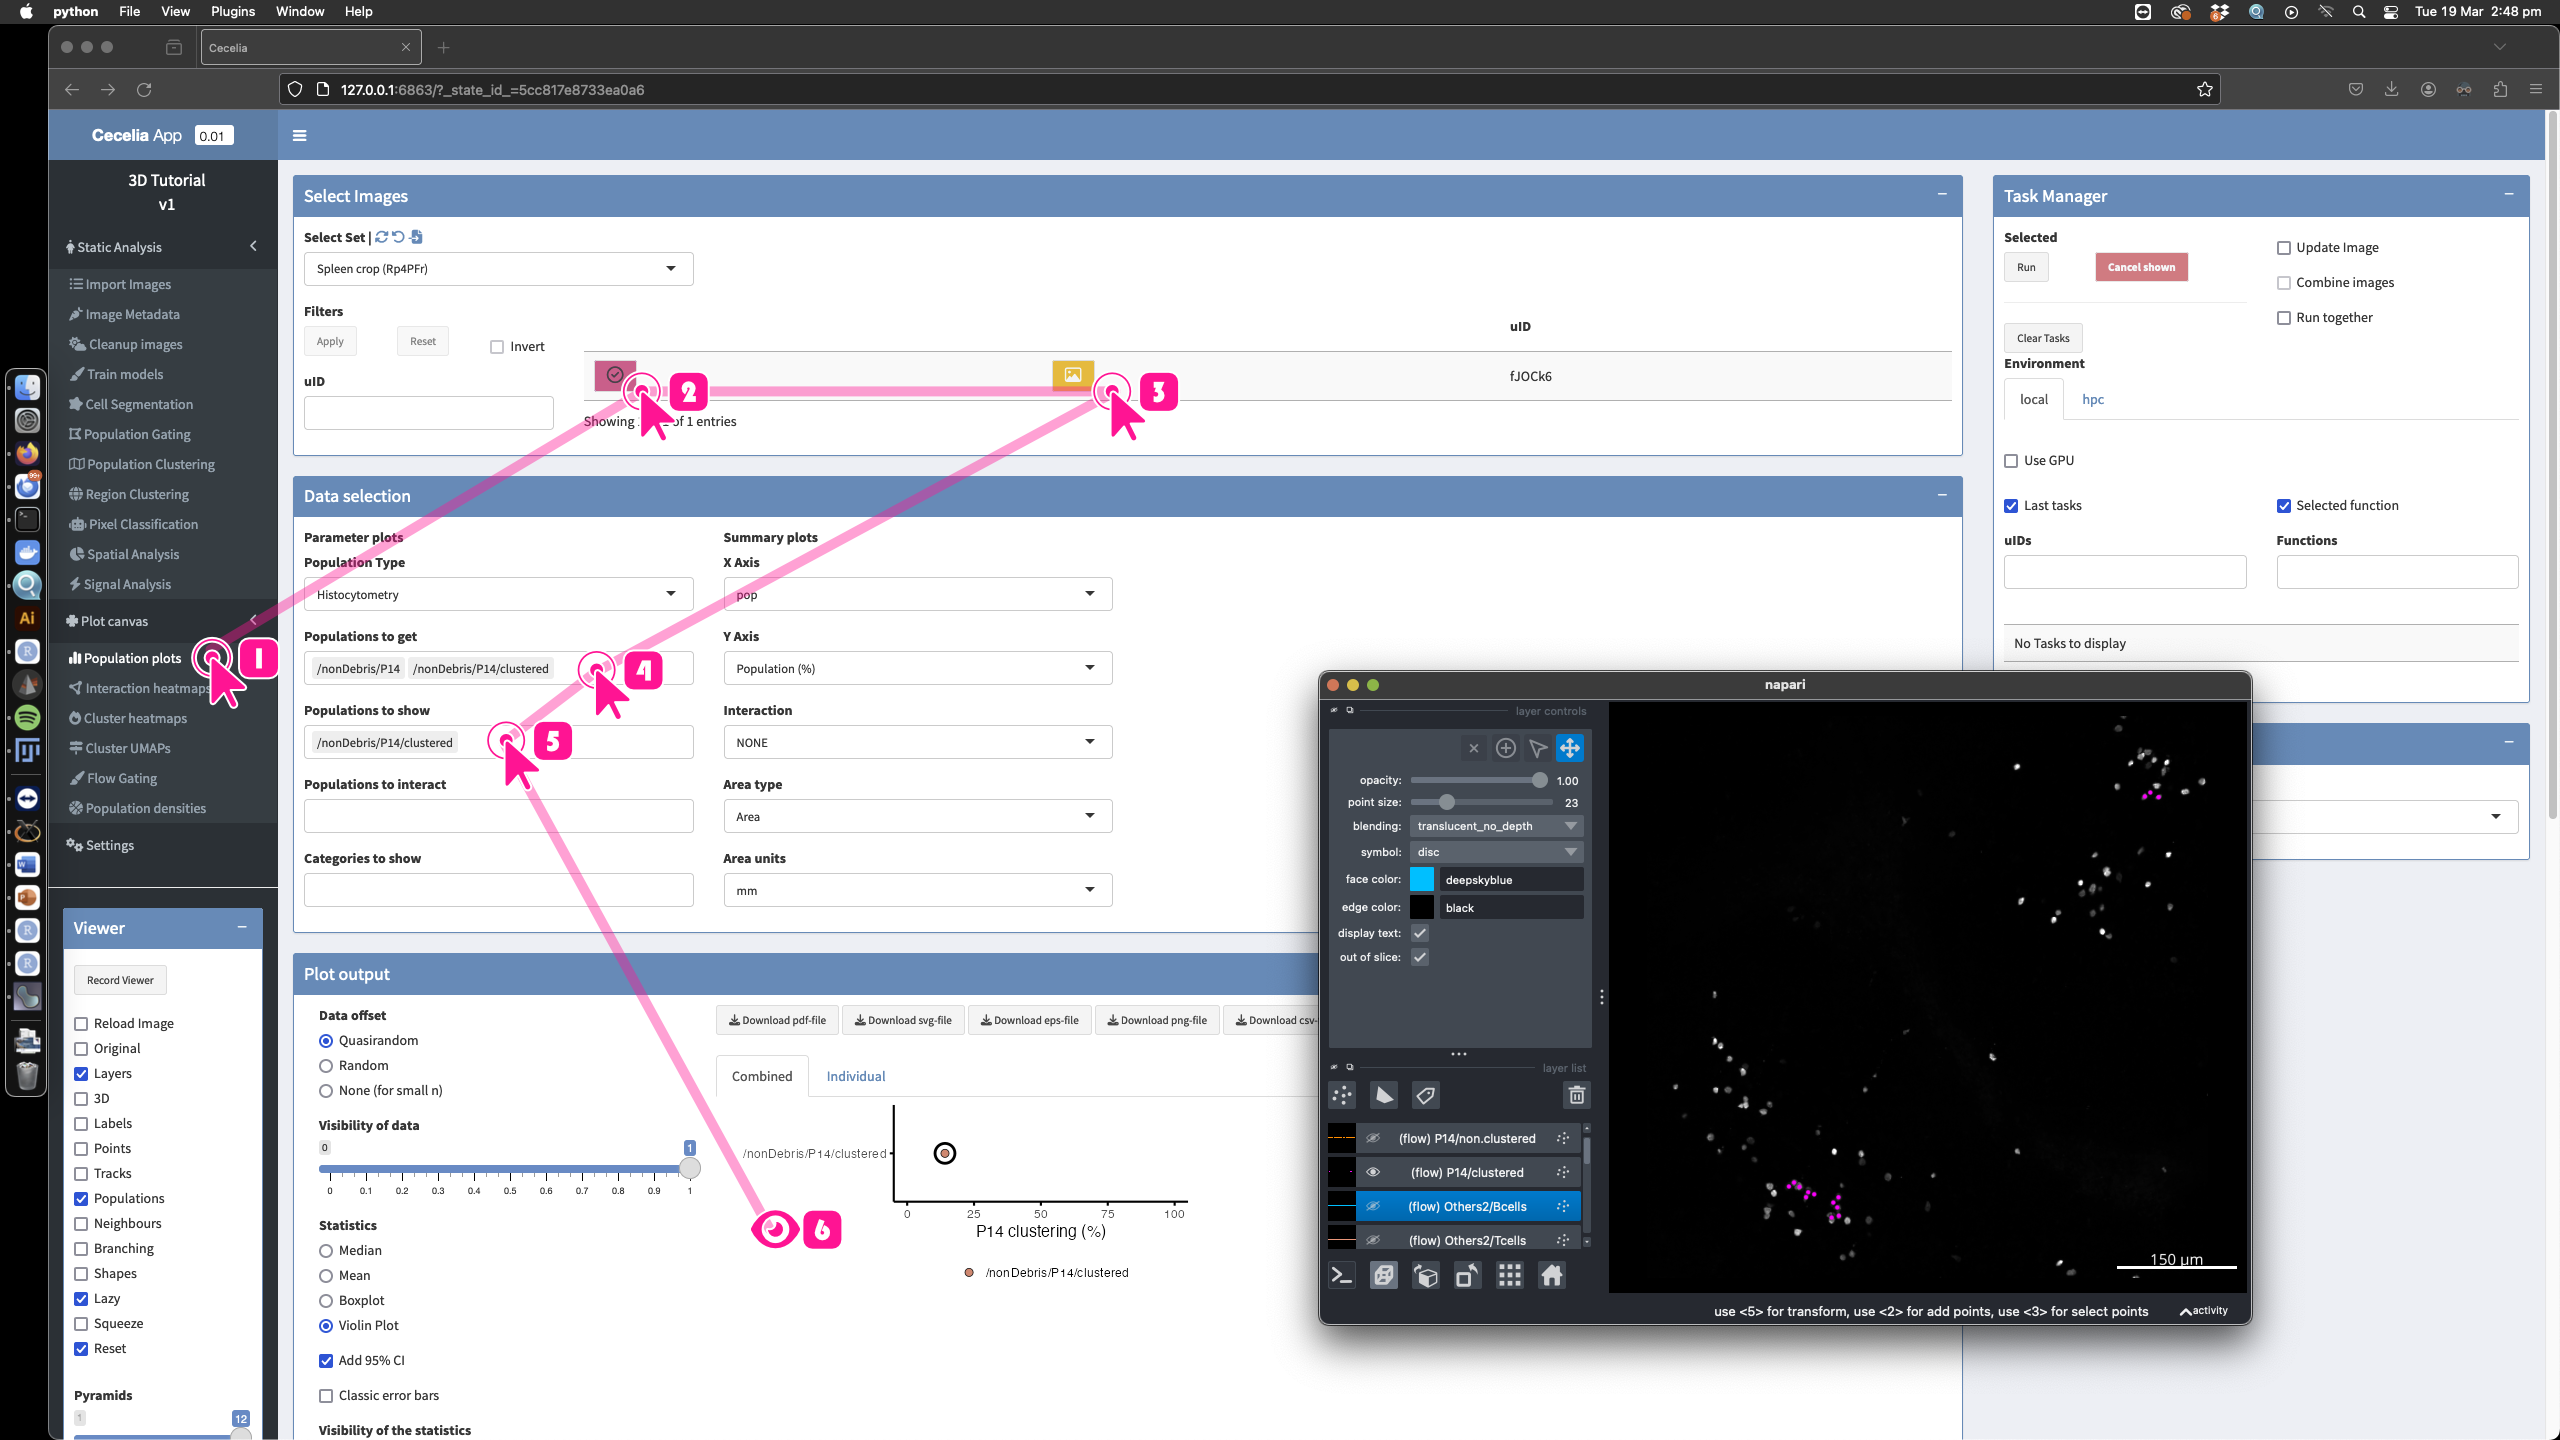 python File View Plugins Window Help
Tue 19 Mar 2:48 pm
Cecelia
127.0.0.1:6863/?_state_id_=5cc817e8733ea0a6
Cecelia App 0.01
3D Tutorial
v1
Static Analysis
Import Images
Image Metadata
Cleanup images
Train models
Cell Segmentation
Population Gating
Population Clustering
Region Clustering
Pixel Classification
Spatial Analysis
Signal Analysis
Plot canvas
Population plots
Interaction heatmaps
Cluster heatmaps
Cluster UMAPs
Flow Gating
Population densities
Settings
Viewer
Record Viewer
Reload Image
Original
Layers
3D
Labels
Points
Tracks
Populations
Neighbours
Branching
Shapes
Lazy
Squeeze
Reset
Pyramids
1
12
Select Images
Select Set |
Spleen crop (Rp4PFr)
Filters
Apply Reset Invert
uID
uID
fJOCk6
Showing of 1 entries
1
2
3
4
5
6
Data selection
Parameter plots
Population Type
Histocytometry
Populations to get
/nonDebris/P14 /nonDebris/P14/clustered
Populations to show
/nonDebris/P14/clustered
Populations to interact
Categories to show
Summary plots
X Axis
pop
Y Axis
Population (%)
Interaction
NONE
Area type
Area
Area units
mm
Plot output
Data offset
Quasirandom
Random
None (for small n)
Visibility of data
0 1
0 0.1 0.2 0.3 0.4 0.5 0.6 0.7 0.8 0.9 1
Statistics
Median
Mean
Boxplot
Violin Plot
Add 95% CI
Classic error bars
Visibility of the statistics
Download pdf-file Download svg-file Download eps-file Download png-file Download csv-
Combined Individual
/nonDebris/P14/clustered
0 25 50 75 100
P14 clustering (%)
/nonDebris/P14/clustered
Task Manager
Selected
Run Cancel shown
Update Image
Combine images
Run together
Clear Tasks
Environment
local hpc
Use GPU
Last tasks Selected function
uIDs Functions
No Tasks to display
napari
layer controls
opacity: 1.00
point size: 23
blending: translucent_no_depth
symbol: disc
face color: deepskyblue
edge color: black
display text:
out of slice:
layer list
(flow) P14/non.clustered
(flow) P14/clustered
(flow) Others2/Bcells
(flow) Others2/Tcells
150 µm
use <5> for transform, use <2> for add points, use <3> for select points
activity
Ai
R
99+
W
P
R
R
6